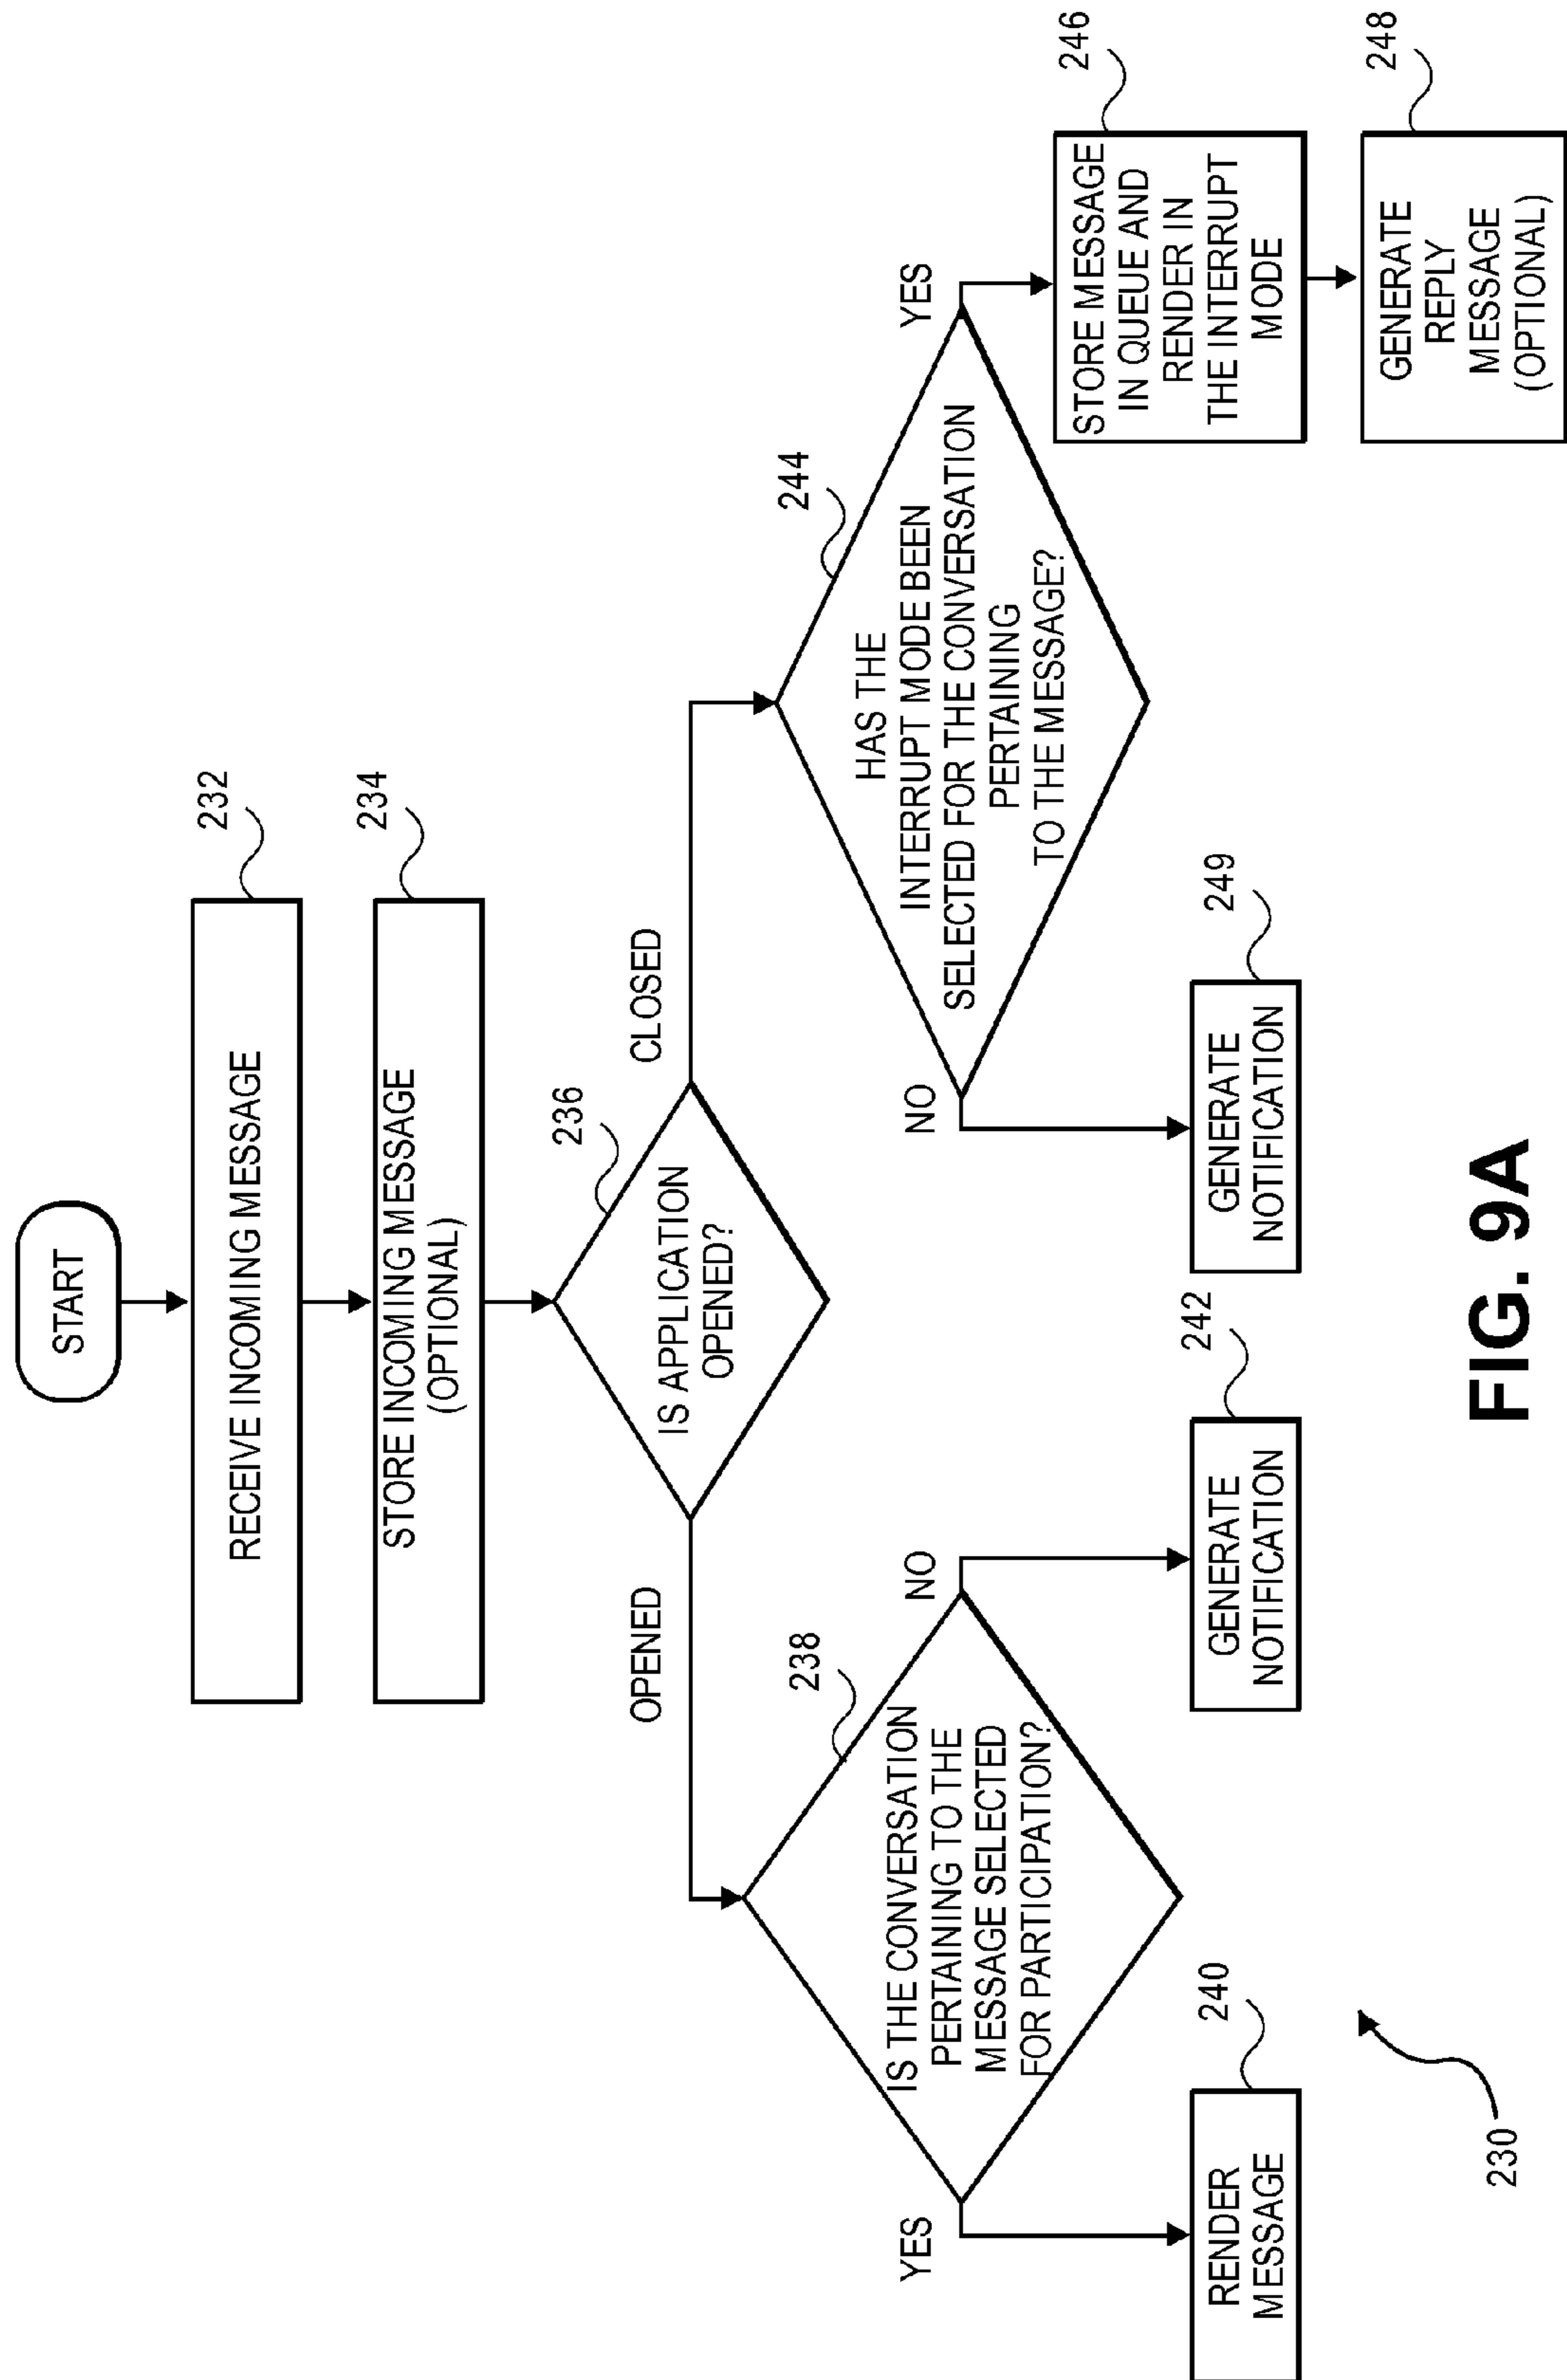 START
232
RECEIVE INCOMING MESSAGE
234
STORE INCOMING MESSAGE
(OPTIONAL)
236
IS APPLICATION
OPENED?
OPENED
CLOSED
238
IS THE CONVERSATION
PERTAINING TO THE
MESSAGE SELECTED
FOR PARTICIPATION?
YES
NO
240
RENDER
MESSAGE
242
GENERATE
NOTIFICATION
244
HAS THE
INTERRUPT MODE BEEN
SELECTED FOR THE CONVERSATION
PERTAINING
TO THE MESSAGE?
NO
YES
249
GENERATE
NOTIFICATION
246
STORE MESSAGE
IN QUEUE AND
RENDER IN
THE INTERRUPT
MODE
248
GENERATE
REPLY
MESSAGE
(OPTIONAL)
230
FIG. 9A